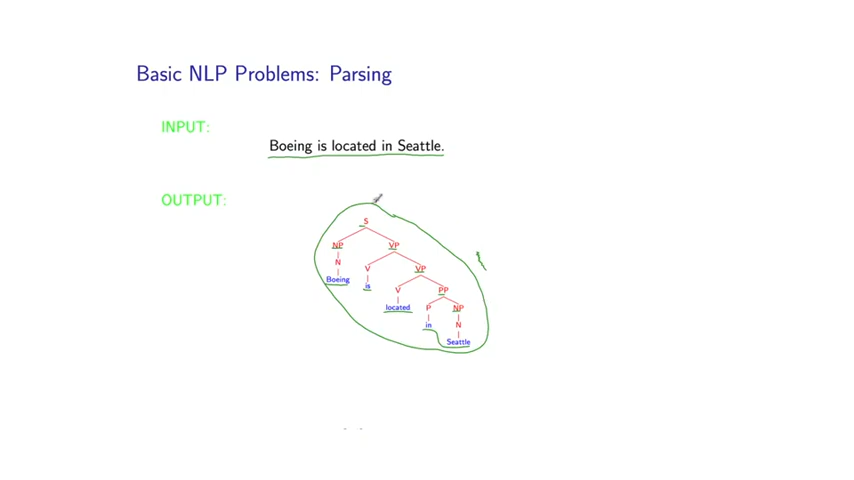 Basic NLP Problems: Parsing
INPUT:
Boeing is located in Seattle.
OUTPUT:
S
NP VP
N V VP
Boeing is V PP
located P NP
in N
Seattle